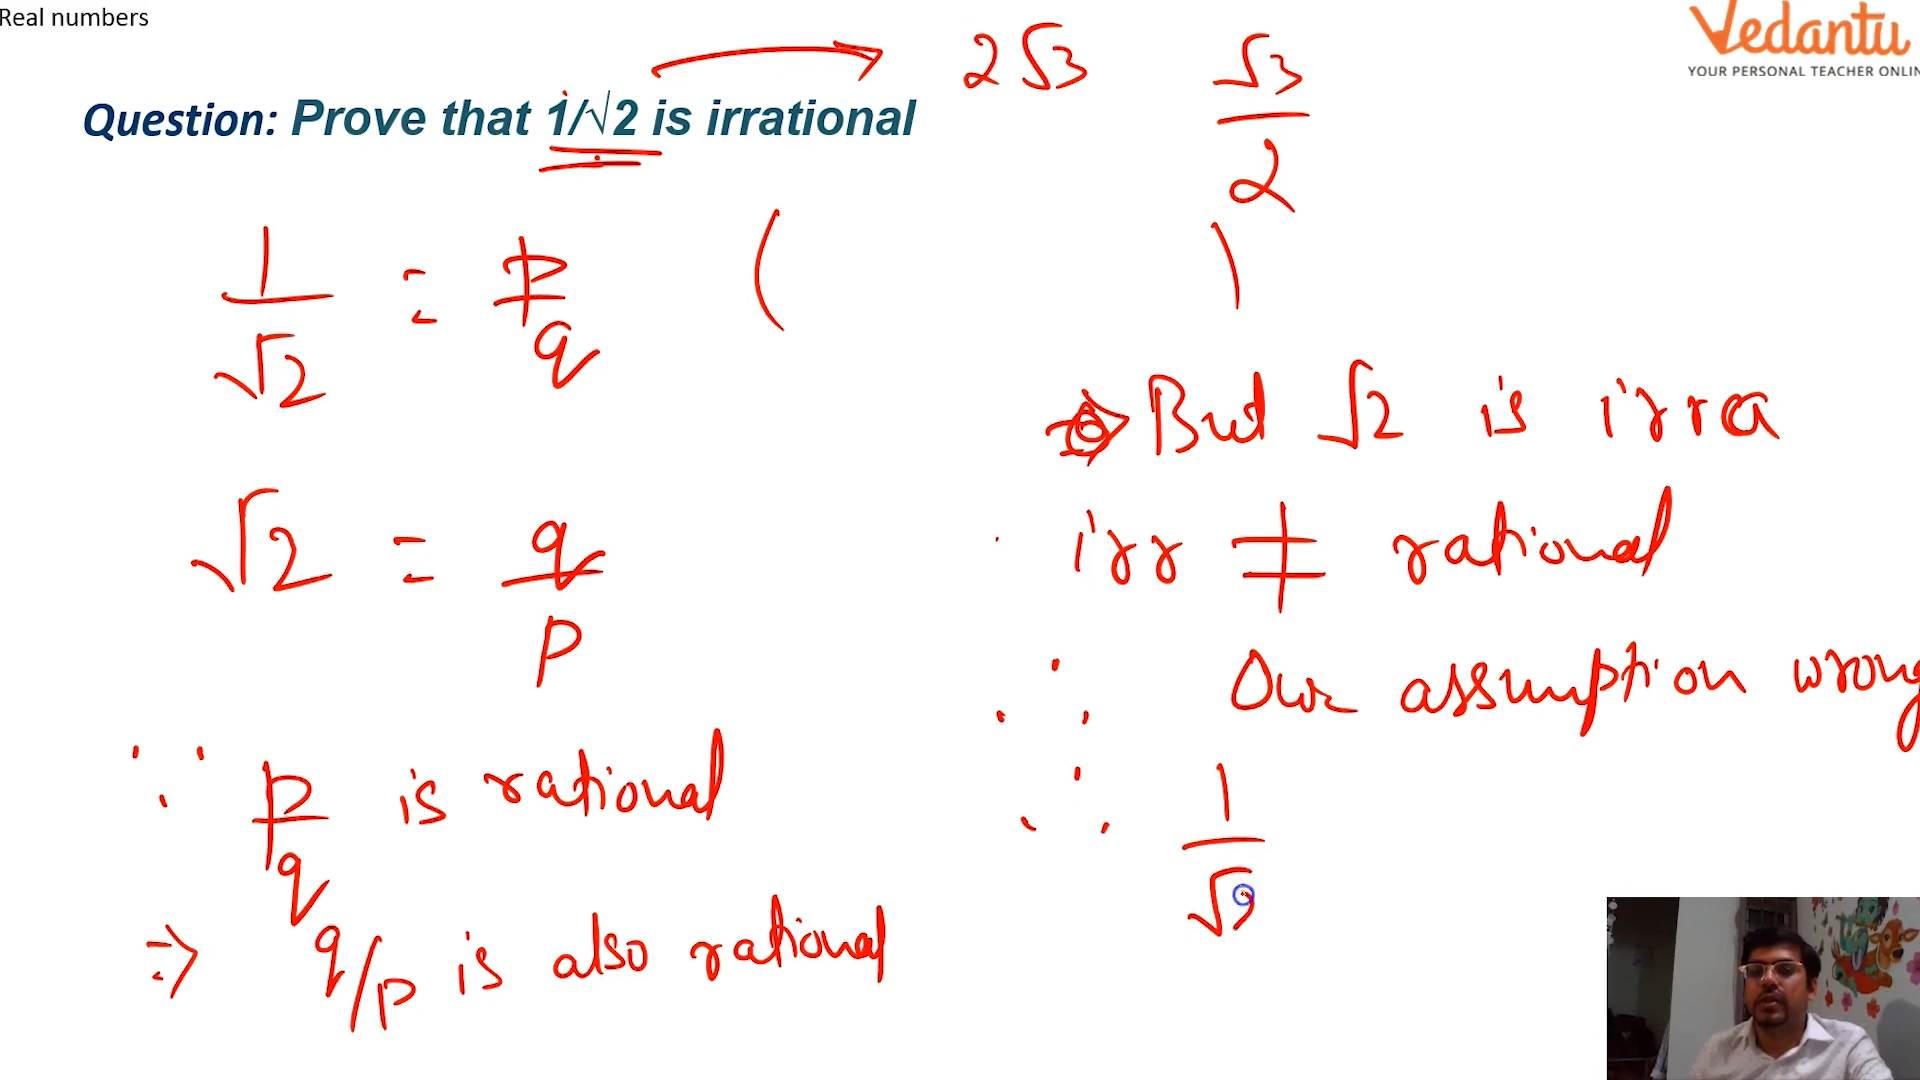 Real numbers
Vedantu
YOUR PERSONAL TEACHER ONLIN
2√3
√3/2
Question: Prove that 1/√2 is irrational
1/√2 = p/q ( )
√2 = q/p
∵ p/q is rational
⇒ q/p is also rational
But √2 is irra
irr ≠ rational
∴ Our assumption wrong
∴ 1/√2